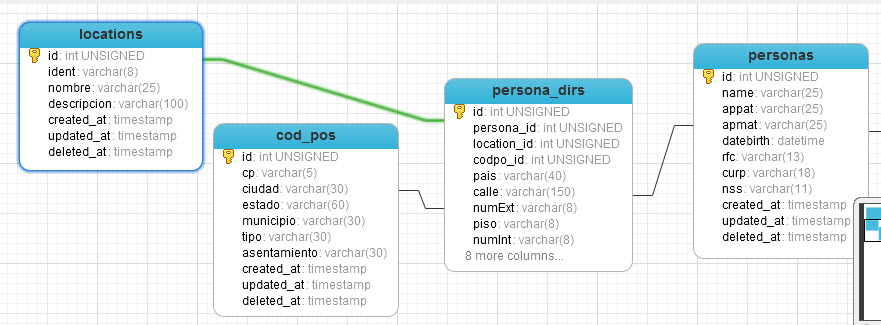 locations
id: int UNSIGNED
ident: varchar(8)
nombre: varchar(25)
descripcion: varchar(100)
created_at: timestamp
updated_at: timestamp
deleted_at: timestamp
cod_pos
id: int UNSIGNED
cp: varchar(5)
ciudad: varchar(30)
estado: varchar(60)
municipio: varchar(30)
tipo: varchar(30)
asentamiento: varchar(30)
created_at: timestamp
updated_at: timestamp
deleted_at: timestamp
persona_dirs
id: int UNSIGNED
persona_id: int UNSIGNED
location_id: int UNSIGNED
codpo_id: int UNSIGNED
pais: varchar(40)
calle: varchar(150)
numExt: varchar(8)
piso: varchar(8)
numInt: varchar(8)
8 more columns...
personas
id: int UNSIGNED
name: varchar(25)
appat: varchar(25)
apmat: varchar(25)
datebirth: datetime
rfc: varchar(13)
curp: varchar(18)
nss: varchar(11)
created_at: timestamp
updated_at: timestamp
deleted_at: timestamp